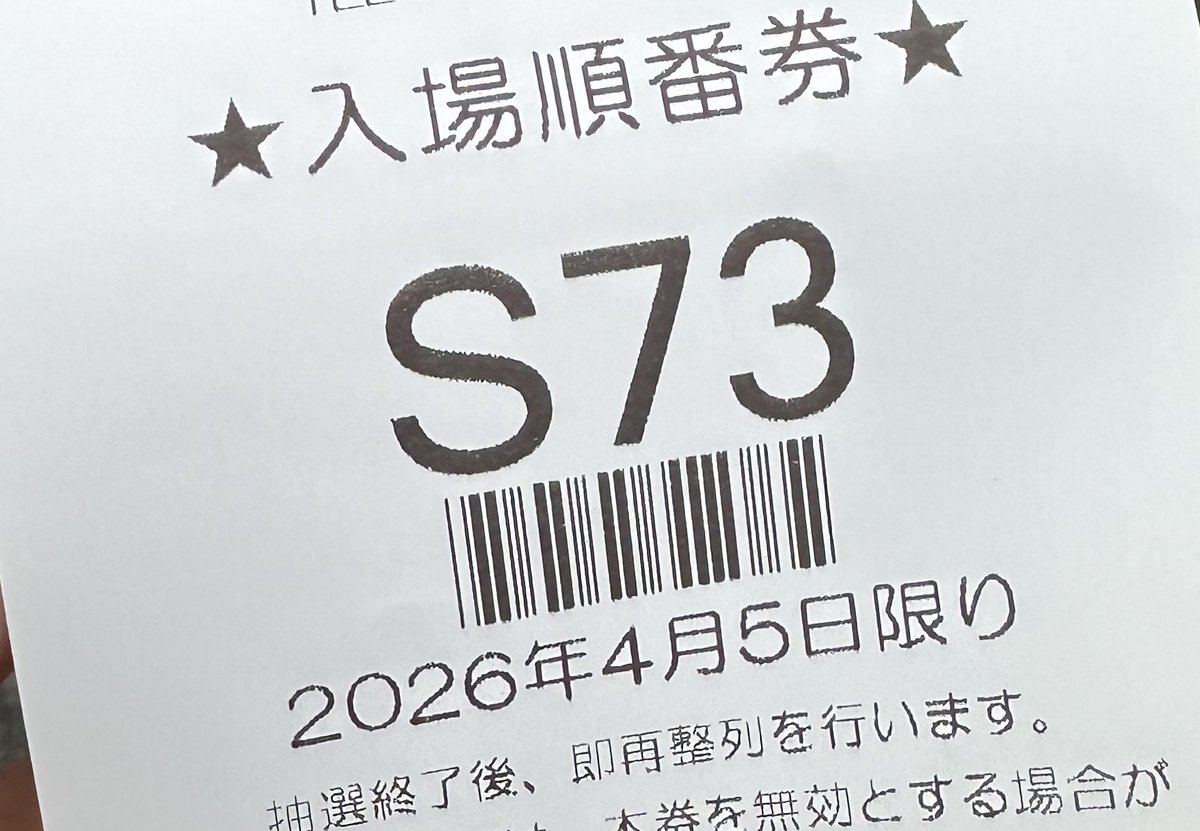 ★入場順番券★
S73
2026年4月5日限り
抽選終了後、即再整列を行います。
本券を無効とする場合が